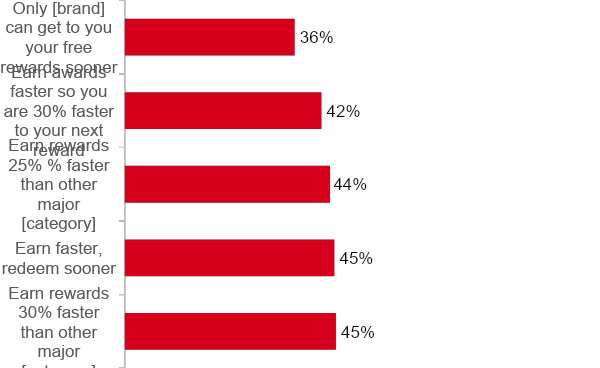 Only [brand]
can get to you
your free
rewards sooner
36%
Earn awards
faster so you
are 30% faster
to your next
reward
42%
Earn rewards
25% % faster
than other
major
[category]
44%
Earn faster,
redeem sooner
45%
Earn rewards
30% faster
than other
major
45%